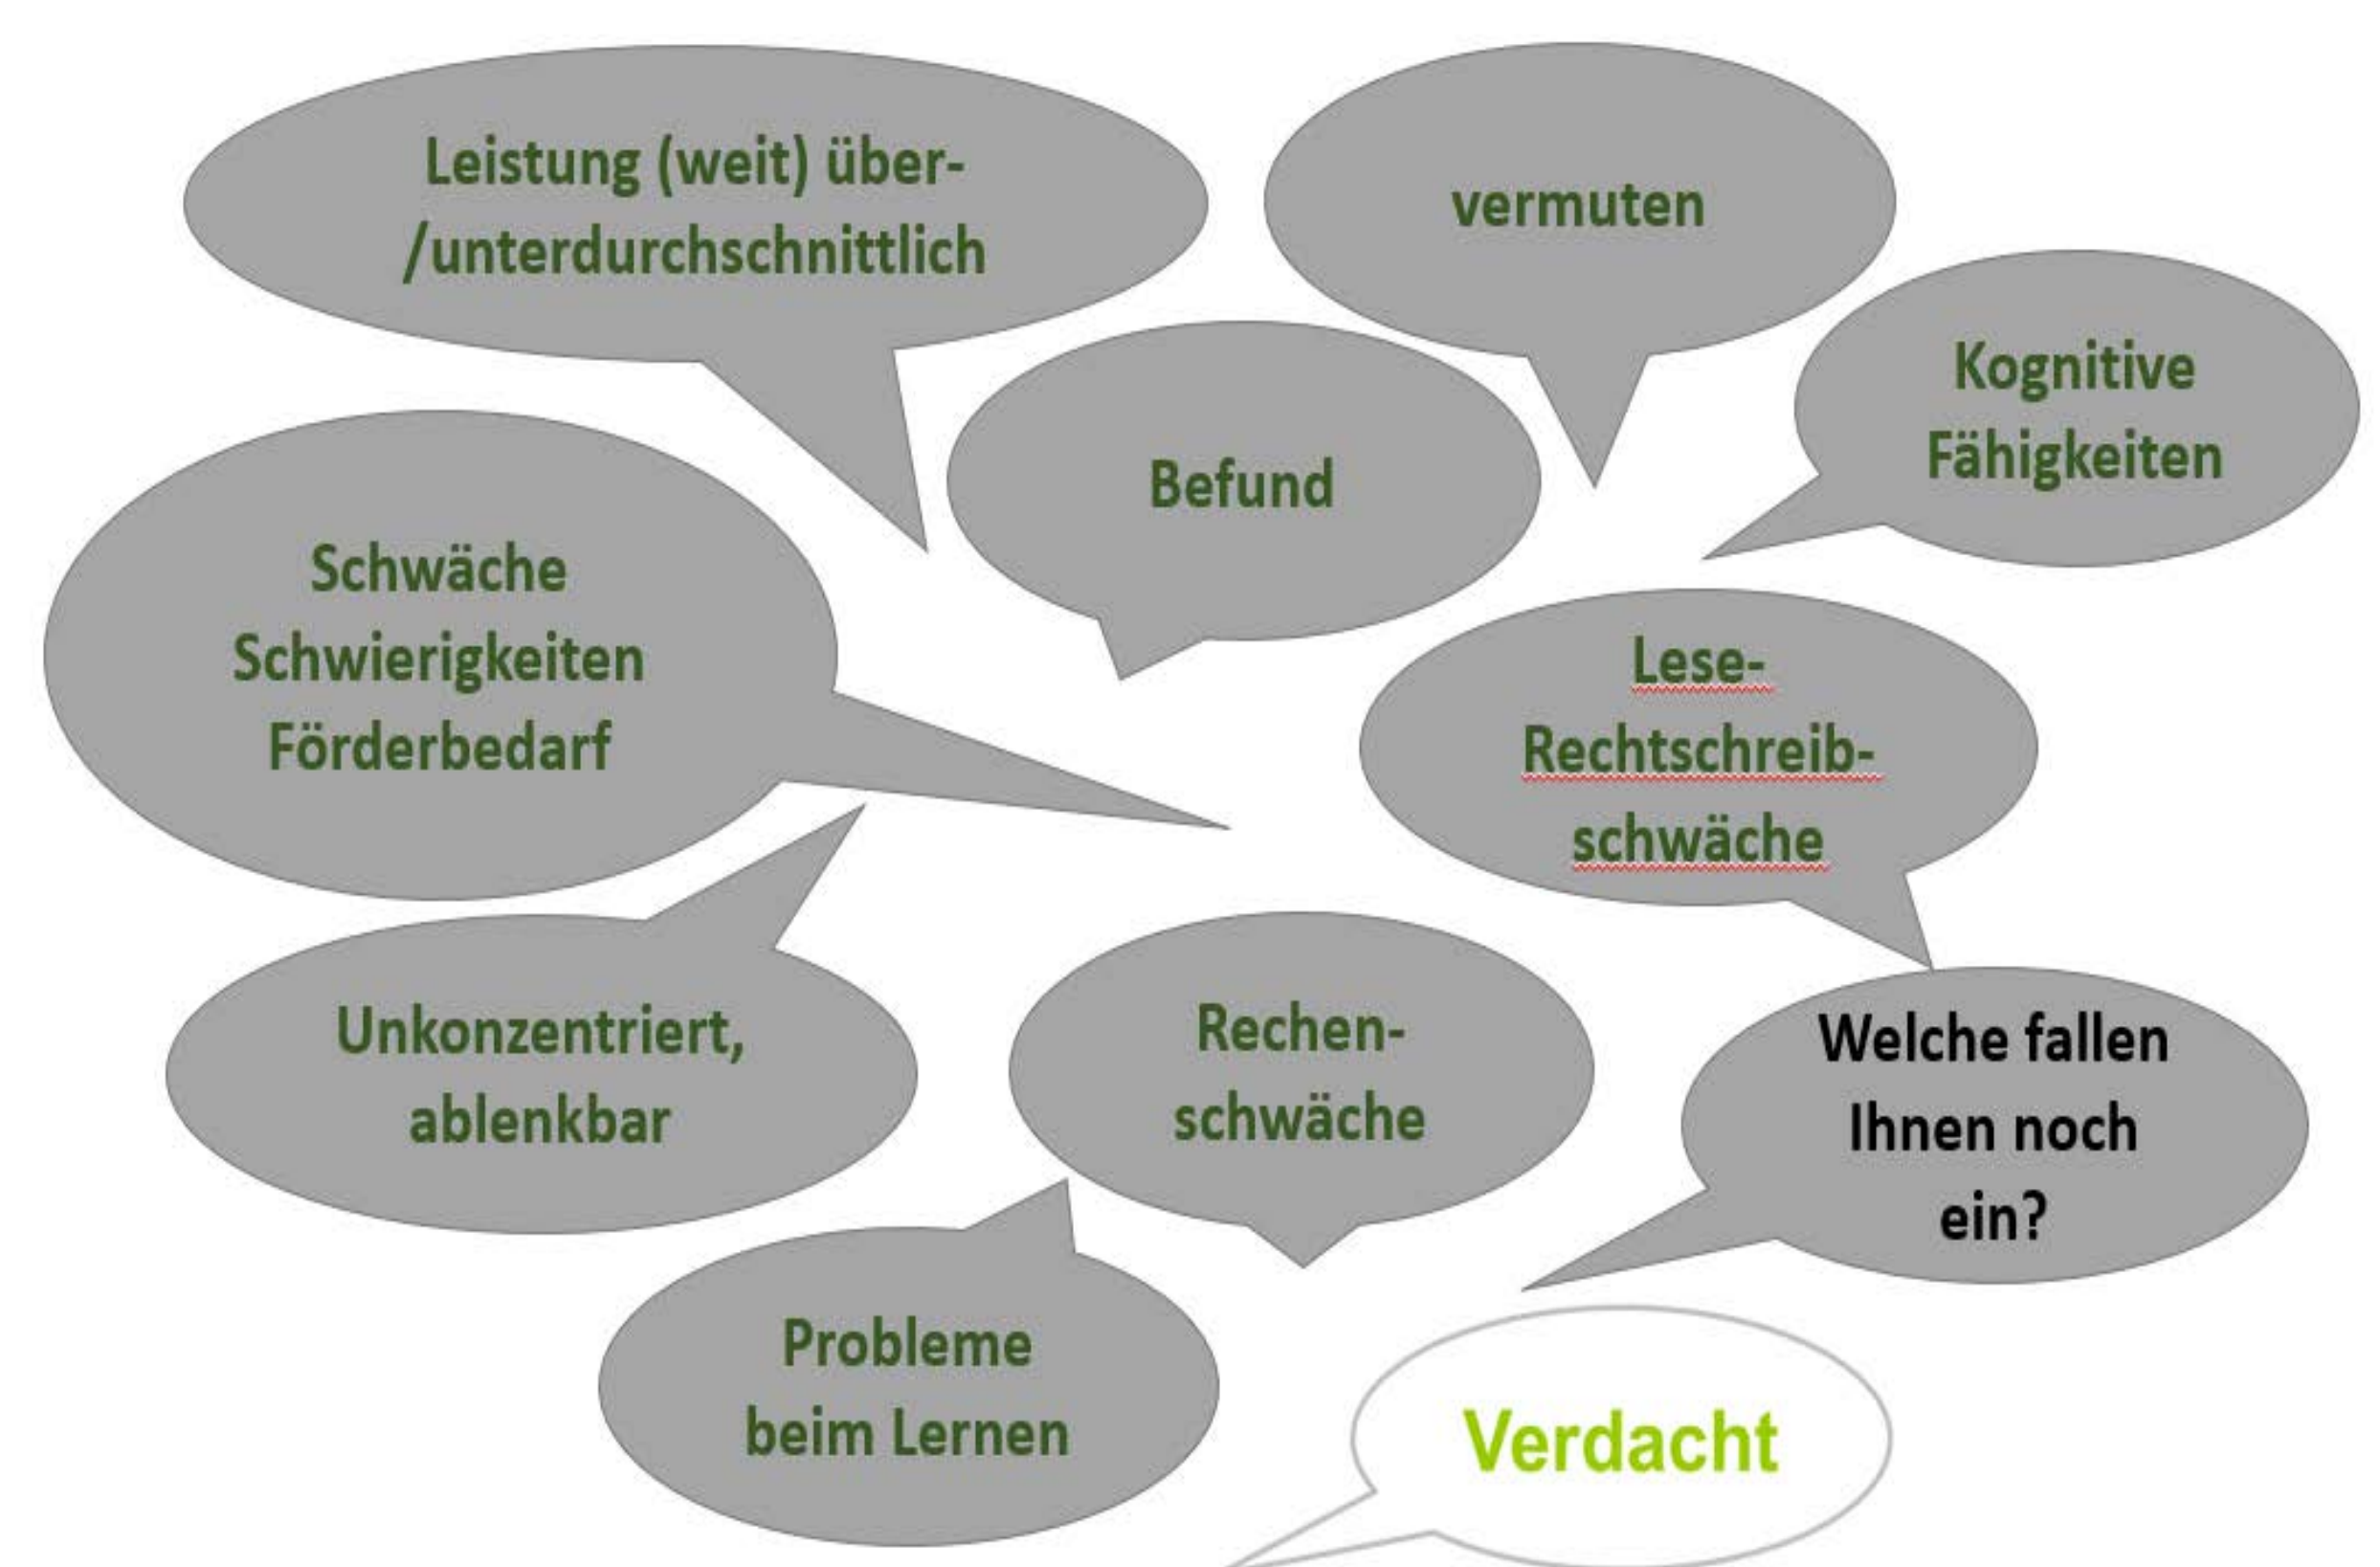 Leistung (weit) über-
/unterdurchschnittlich
vermuten
Kognitive
Fähigkeiten
Befund
Schwäche
Schwierigkeiten
Förderbedarf
Lese-
Rechtschreib-
schwäche
Unkonzentriert,
ablenkbar
Rechen-
schwäche
Welche fallen
Ihnen noch
ein?
Probleme
beim Lernen
Verdacht